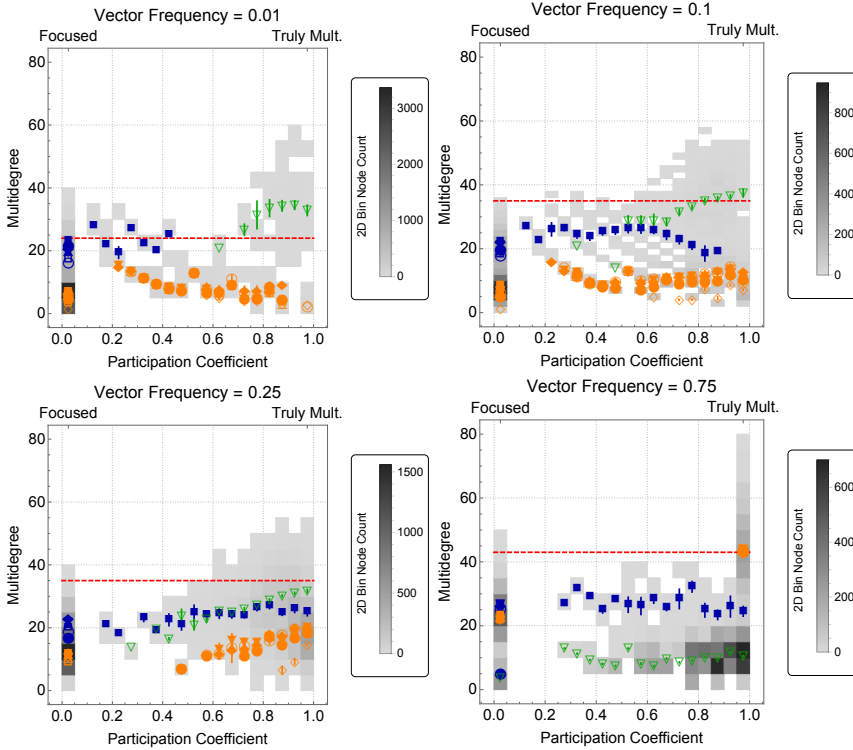 Vector Frequency = 0.01
Focused
Truly Mult.
80
60
40
20
0
Multidegree
0.0 0.2 0.4 0.6 0.8 1.0
Participation Coefficient
2D Bin Node Count
3000
2000
1000
0
Vector Frequency = 0.1
Focused
Truly Mult.
80
60
40
20
0
Multidegree
0.0 0.2 0.4 0.6 0.8 1.0
Participation Coefficient
2D Bin Node Count
800
600
400
200
0
Vector Frequency = 0.25
Focused
Truly Mult.
80
60
40
20
0
Multidegree
0.0 0.2 0.4 0.6 0.8 1.0
Participation Coefficient
2D Bin Node Count
1500
1000
500
0
Vector Frequency = 0.75
Focused
Truly Mult.
80
60
40
20
0
Multidegree
0.0 0.2 0.4 0.6 0.8 1.0
Participation Coefficient
2D Bin Node Count
600
400
200
0